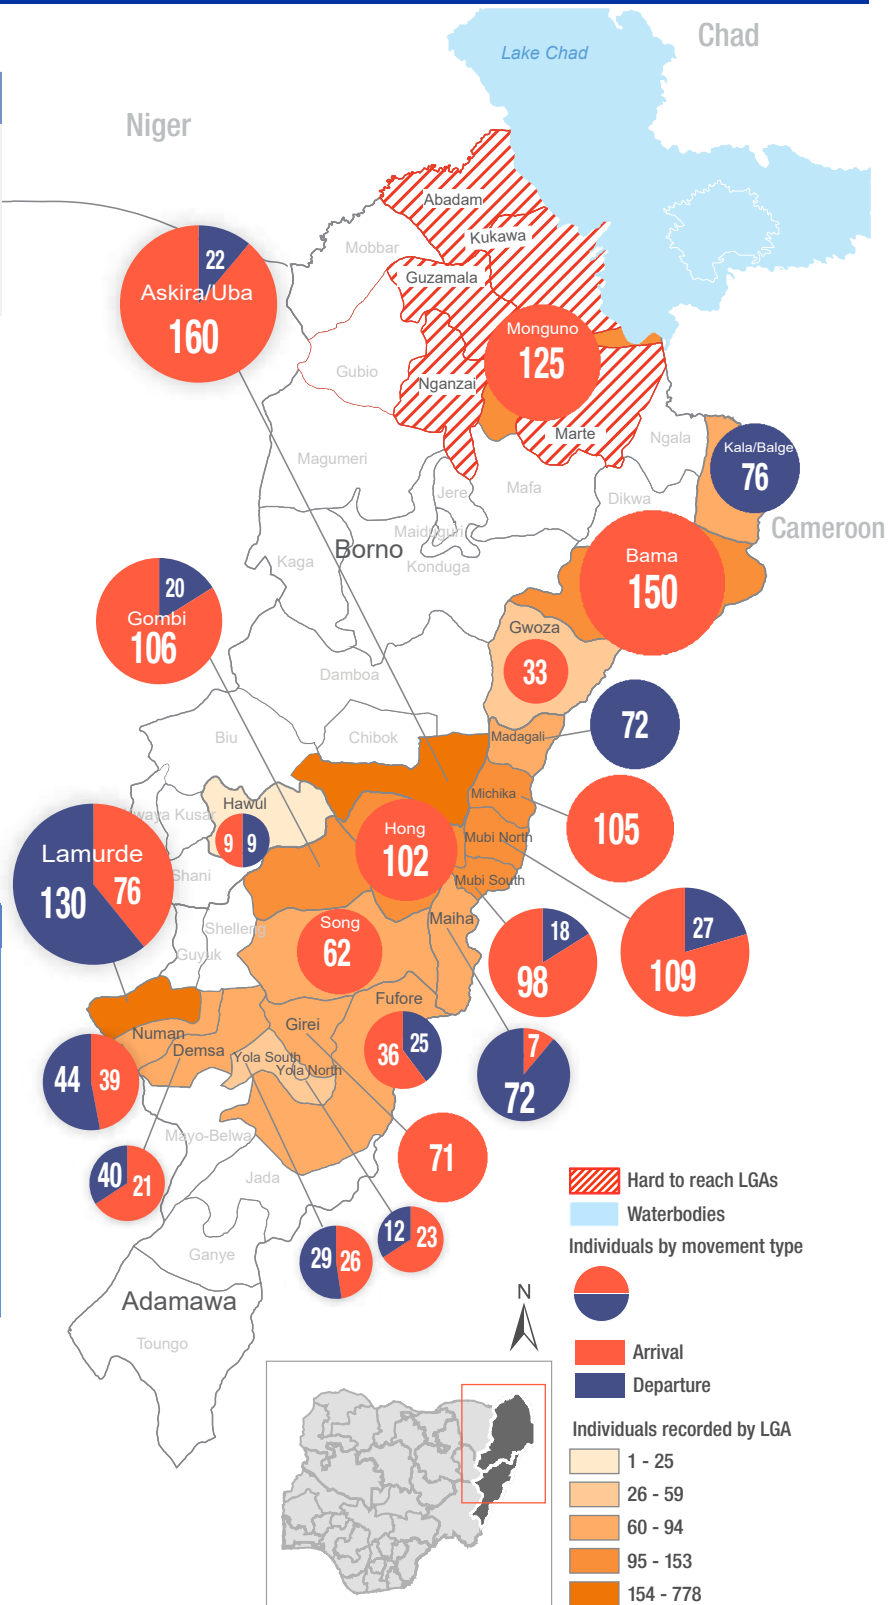 Chad
Lake Chad
Niger
Abadam
Kukawa
Mobbar
Guzamala
22
Askira/Uba
160
Monguno
125
Gubio
Nganzai
Marte
Ngala
Kala/Balge
76
Magumeri
Jere
Mafa
Dikwa
Cameroon
Maiduguri
Borno
Kaga
Konduga
Bama
150
20
Gombi
106
Gwoza
33
Damboa
72
Madagali
Biu
Chibok
Michika
105
Hawul
waya Kusar
9
9
Hong
102
Mubi North
Lamurde
130
76
Shani
Mubi South
Maiha
Song
62
Shelleng
Guyuk
18
98
27
109
Fufore
36
25
Girei
Numan
Demsa
Yola South
Yola North
7
72
44
39
Mayo-Belwa
71
40
21
Jada
12
23
29
26
Ganye
Adamawa
Toungo
Hard to reach LGAs
Waterbodies
Individuals by movement type
N
Arrival
Departure
Individuals recorded by LGA
1 - 25
26 - 59
60 - 94
95 - 153
154 - 778